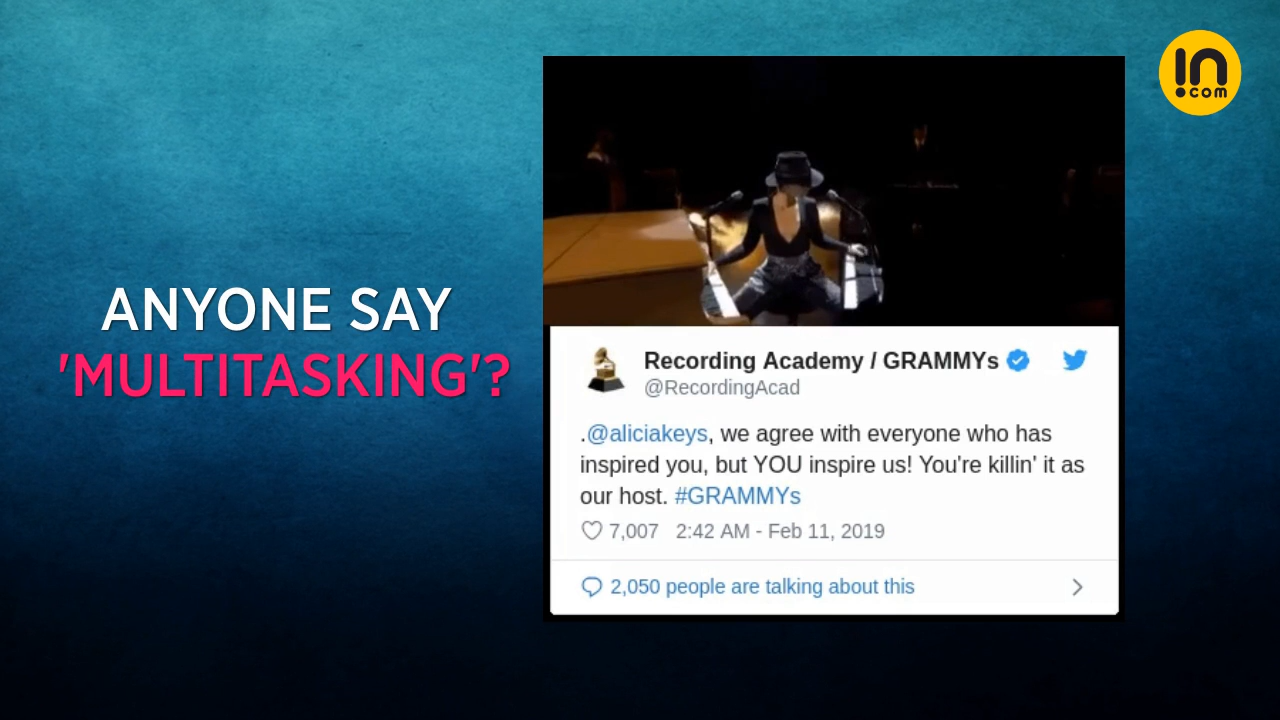 ANYONE SAY
'MULTITASKING'?
in
.com
Recording Academy / GRAMMYs
@RecordingAcad
.@aliciakeys, we agree with everyone who has
inspired you, but YOU inspire us! You're killin' it as
our host. #GRAMMYs
7,007 2:42 AM - Feb 11, 2019
2,050 people are talking about this